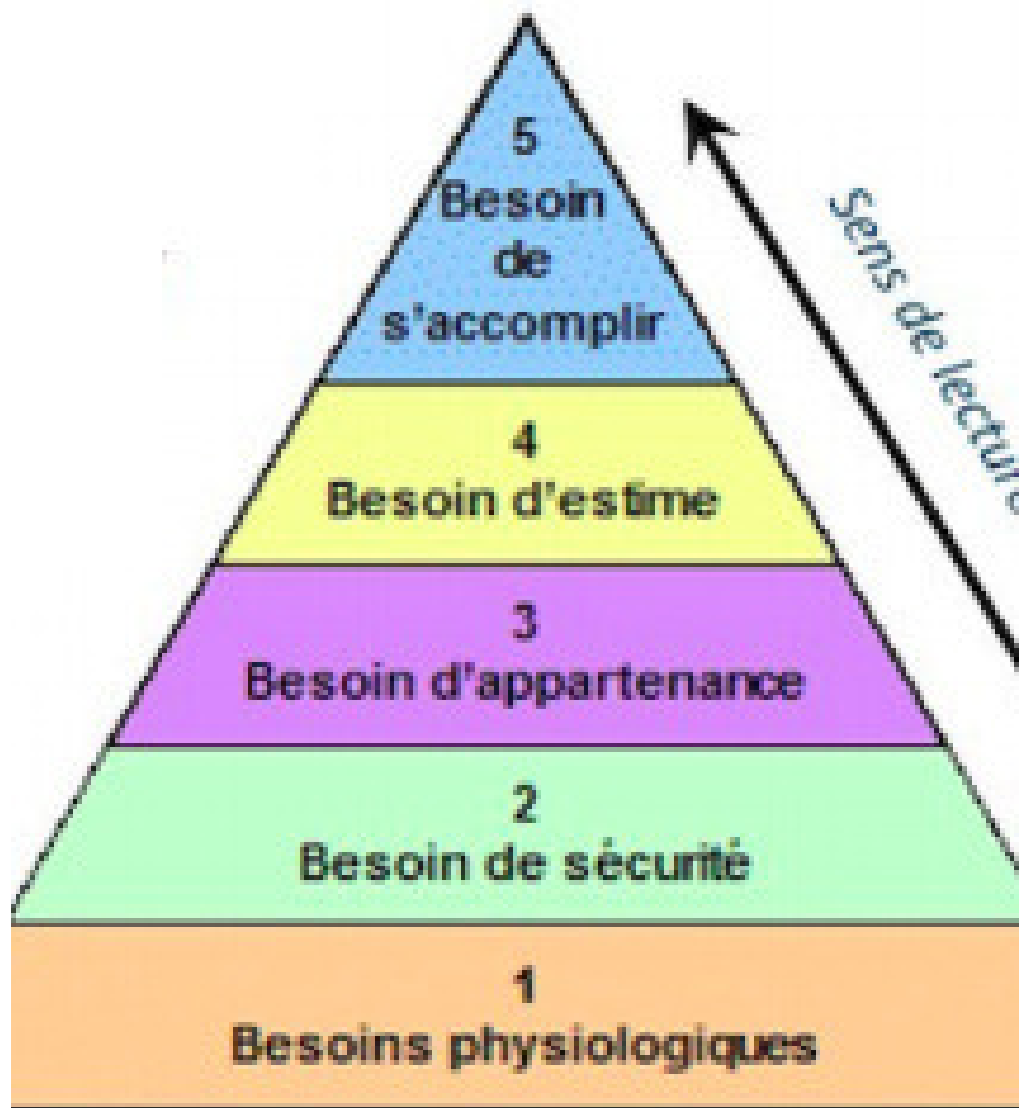 5
Besoin
de
s'accomplir
4
Besoin d'estime
3
Besoin d'appartenance
2
Besoin de sécurité
1
Besoins physiologiques
Sens de lecture